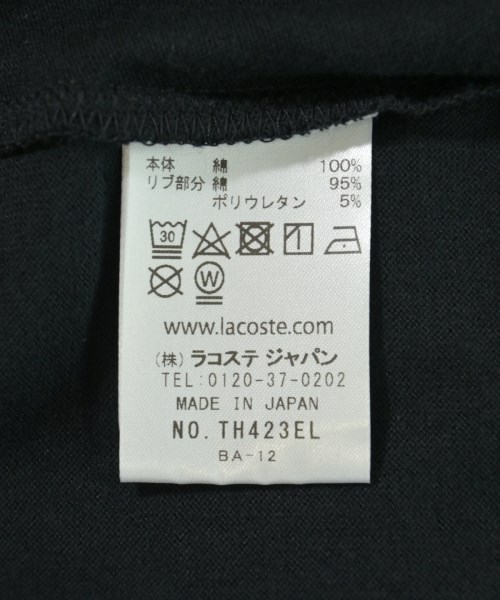 本体 綿 100%
リブ部分 綿 95%
ポリウレタン 5%
30
W
www.lacoste.com
(株) ラコステ ジャパン
TEL:0120-37-0202
MADE IN JAPAN
NO. TH423EL
BA-12